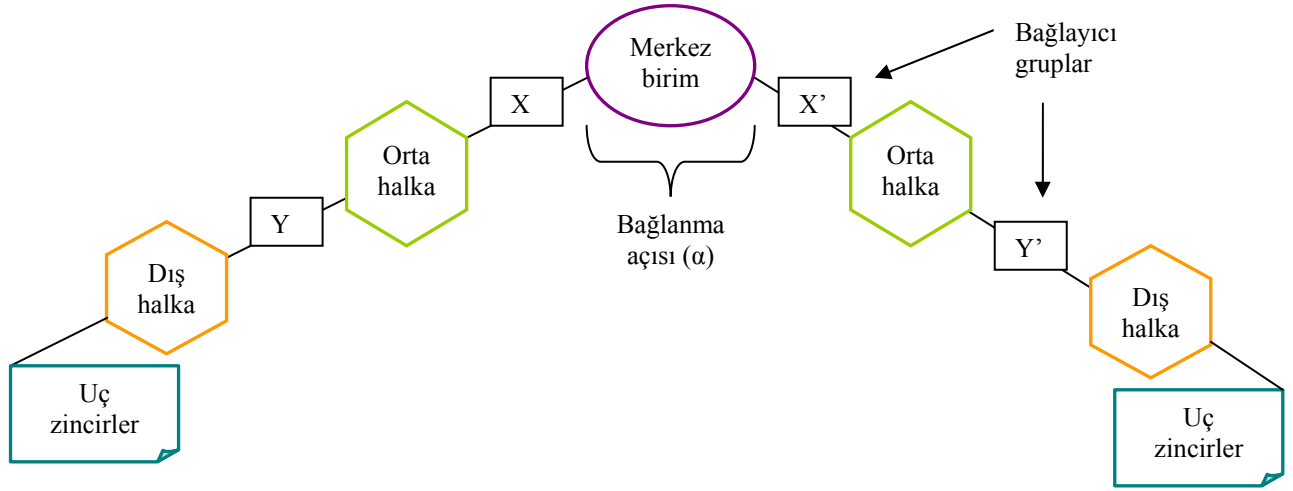 Merkez
birim
Bağlayıcı
gruplar
X
X’
Orta
halka
Orta
halka
Bağlanma
açısı (α)
Y
Y’
Dış
halka
Dış
halka
Uç
zincirler
Uç
zincirler